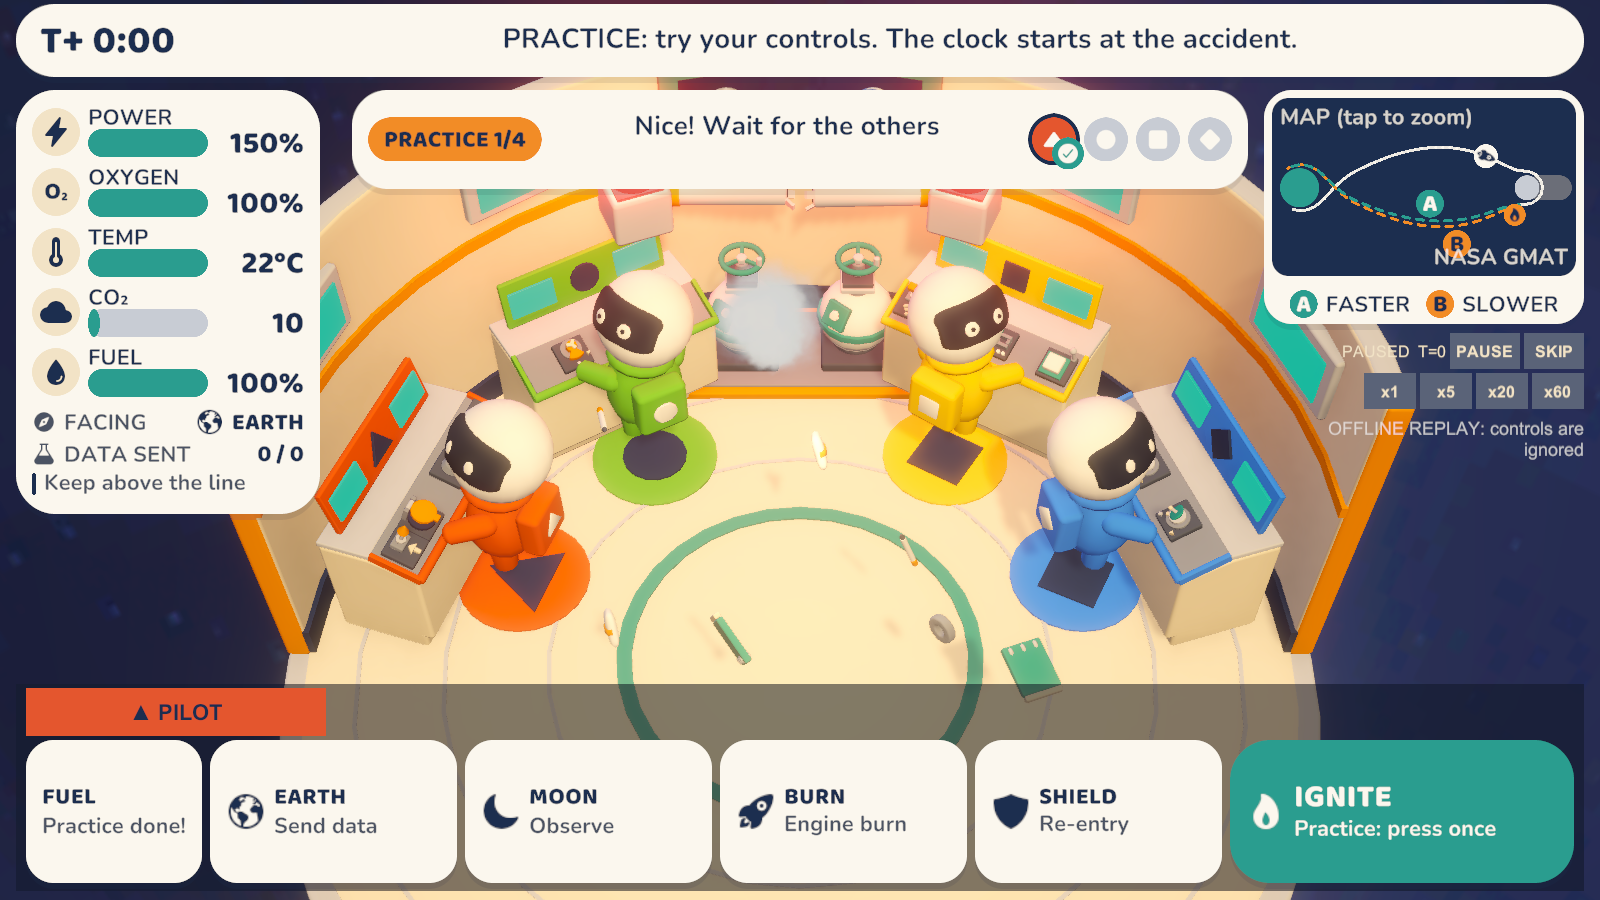 T+ 0:00
PRACTICE: try your controls. The clock starts at the accident.
POWER
150%
OXYGEN
O₂
100%
TEMP
22°C
CO₂
10
FUEL
100%
FACING
EARTH
DATA SENT
0 / 0
Keep above the line
PRACTICE 1/4
Nice! Wait for the others
MAP (tap to zoom)
A
B
NASA GMAT
A FASTER B SLOWER
PAUSED T=0 PAUSE SKIP
x1 x5 x20 x60
OFFLINE REPLAY: controls are
ignored
▲ PILOT
FUEL
Practice done!
EARTH
Send data
MOON
Observe
BURN
Engine burn
SHIELD
Re-entry
IGNITE
Practice: press once